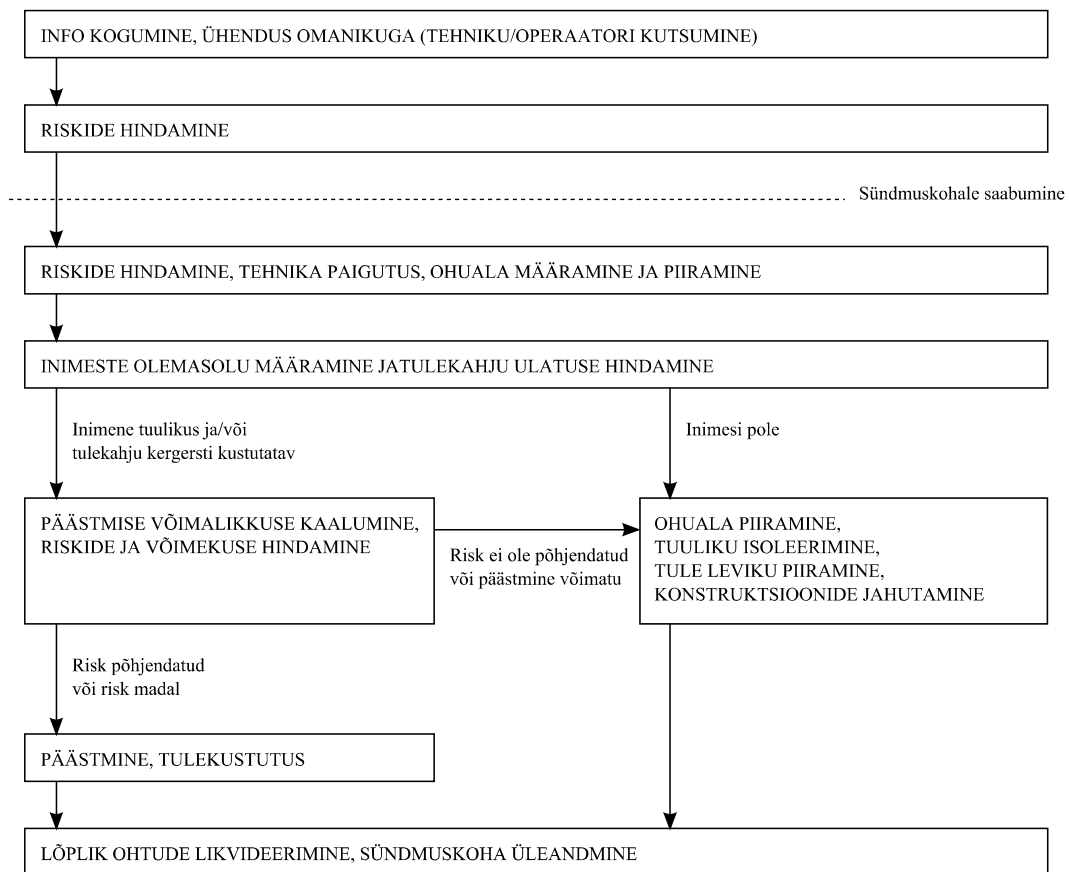 INFO KOGUMINE, ÜHENDUS OMANIKUGA (TEHNIKU/OPERAATORI KUTSUMINE)
RISKIDE HINDAMINE
Sündmuskohale saabumine
RISKIDE HINDAMINE, TEHNIKA PAIGUTUS, OHUALA MÄÄRAMINE JA PIIRAMINE
INIMESTE OLEMASOLU MÄÄRAMINE JATULEKAHJU ULATUSE HINDAMINE
Inimene tuulikus ja/või
tulekahju kergersti kustutatav
Inimesi pole
PÄÄSTMISE VÕIMALIKKUSE KAALUMINE,
RISKIDE JA VÕIMEKUSE HINDAMINE
Risk ei ole põhjendatud
või päästmine võimatu
OHUALA PIIRAMINE,
TUULIKU ISOLEERIMINE,
TULE LEVIKU PIIRAMINE,
KONSTRUKTSIOONIDE JAHUTAMINE
Risk põhjendatud
või risk madal
PÄÄSTMINE, TULEKUSTUTUS
LÕPLIK OHTUDE LIKVIDEERIMINE, SÜNDMUSKOHA ÜLEANDMINE